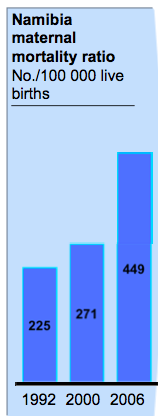 Namibia
maternal
mortality ratio
No./100 000 live
births
449
271
225
1992 2000 2006